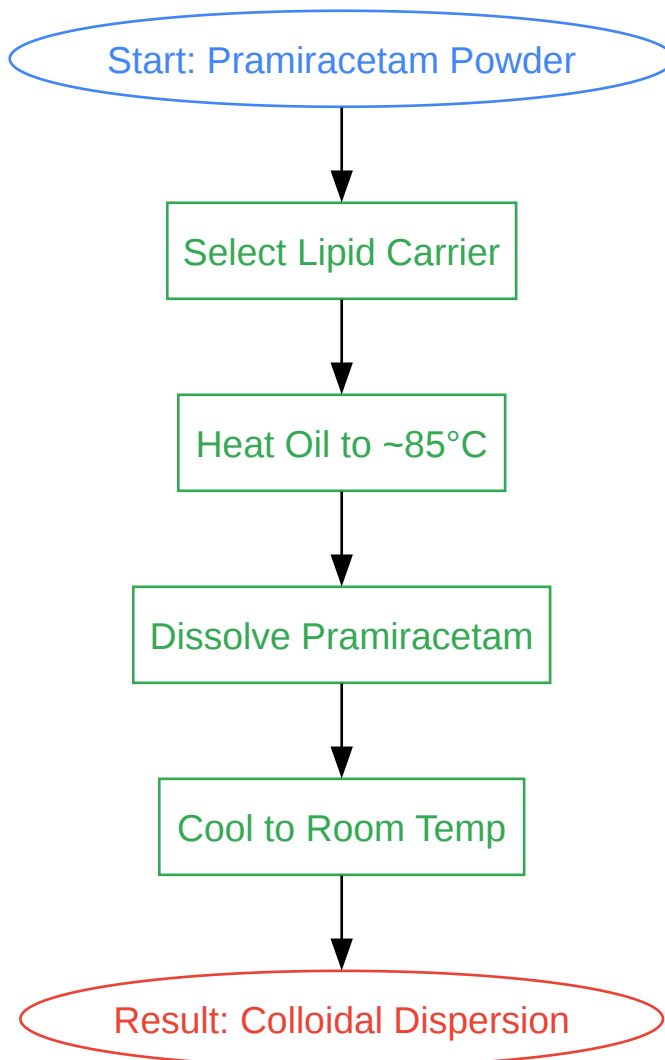 Start: Pramiracetam Powder
Select Lipid Carrier
Heat Oil to ~85°C
Dissolve Pramiracetam
Cool to Room Temp
Result: Colloidal Dispersion